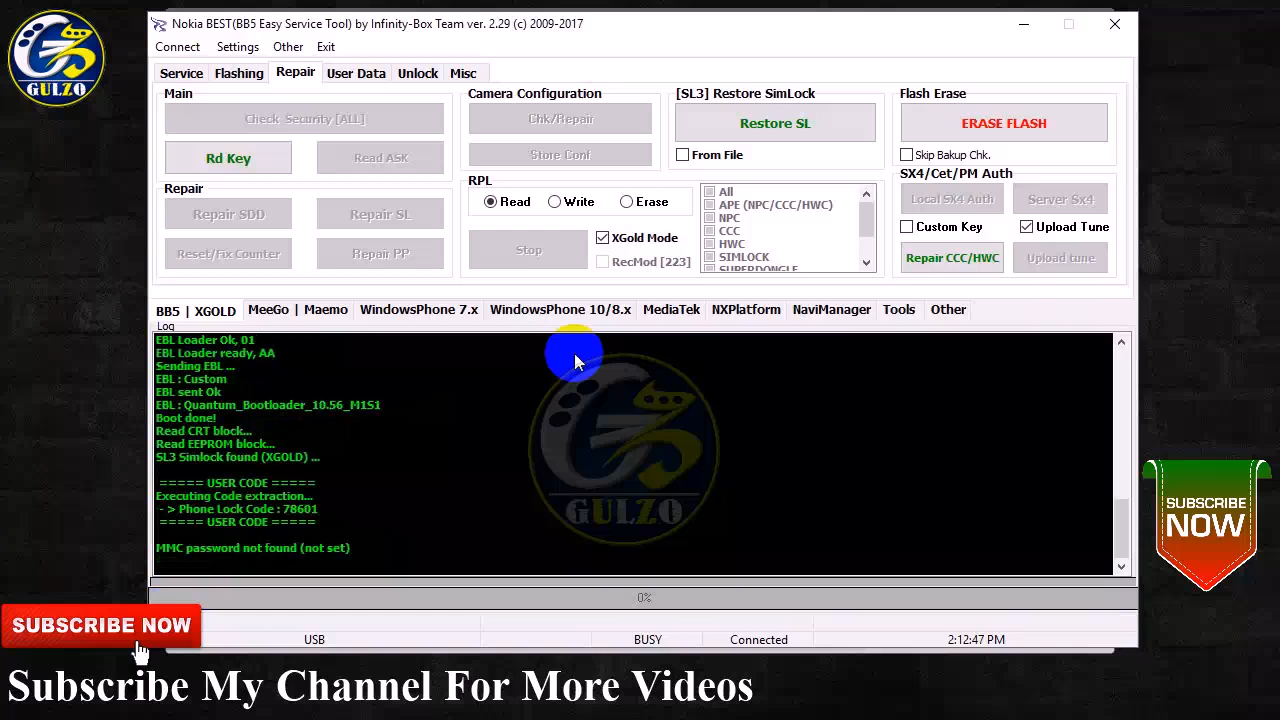 GULZO
Nokia BEST(BB5 Easy Service Tool) by Infinity-Box Team ver. 2.29 (c) 2009-2017
Connect Settings Other Exit
Service Flashing Repair User Data Unlock Misc
Main
Check Security [ALL]
Rd Key Read ASK
Repair
Repair SDD Repair SL
Reset/Fix Counter Repair PP
Camera Configuration
Chk/Repair
Store Conf
RPL
Read Write Erase
Stop
XGold Mode
RecMod [223]
[SL3] Restore SimLock
Restore SL
From File
All
APE (NPC/CCC/HWC)
NPC
CCC
HWC
SIMLOCK
SUPERDONGLE
Flash Erase
ERASE FLASH
Skip Bakup Chk.
SX4/Cet/PM Auth
Local SX4 Auth Server Sx4
Custom Key Upload Tune
Repair CCC/HWC Upload tune
BB5 | XGOLD MeeGo | Maemo WindowsPhone 7.x WindowsPhone 10/8.x MediaTek NXPlatform NaviManager Tools Other
Log
EBL Loader Ok, 01
EBL Loader ready, AA
Sending EBL ...
EBL : Custom
EBL sent Ok
EBL : Quantum_Bootloader_10.56_M1S1
Boot done!
Read CRT block...
Read EEPROM block...
SL3 Simlock found (XGOLD) ...
===== USER CODE =====
Executing Code extraction...
- > Phone Lock Code : 78601
===== USER CODE =====
MMC password not found (not set)
GULZO
SUBSCRIBE
NOW
0%
USB BUSY Connected 2:12:47 PM
SUBSCRIBE NOW
Subscribe My Channel For More Videos